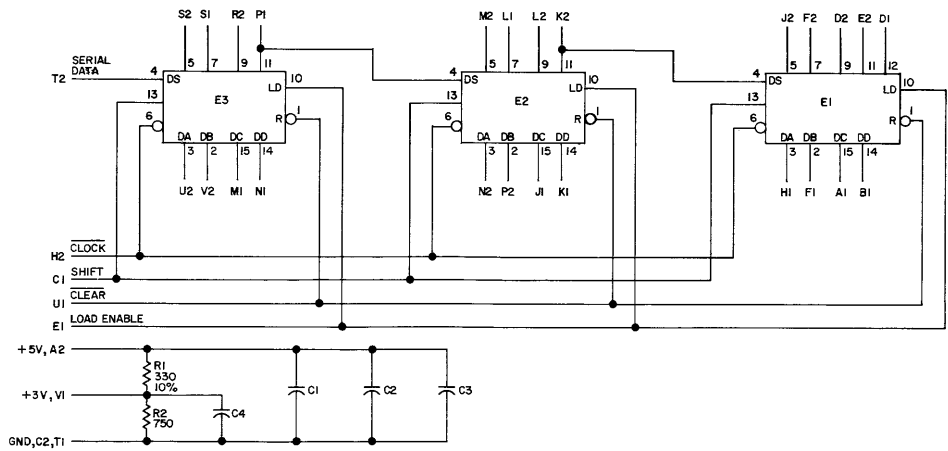 S2 S1 R2 P1
M2 L1 L2 K2
J2 F2 D2 E2 D1
5 7 9 11
5 7 9 11
5 7 9 11 12
SERIAL DATA
T2
4 DS 10 LD
13 E3
6 R 1
DA DB DC DD
3 2 15 14
U2 V2 M1 N1
4 DS 10 LD
13 E2
6 R 1
DA DB DC DD
3 2 15 14
N2 P2 J1 K1
4 DS 10 LD
13 E1
6 R 1
DA DB DC DD
3 2 15 14
H1 F1 A1 B1
H2 CLOCK
C1 SHIFT
U1 CLEAR
E1 LOAD ENABLE
+5V, A2
R1
330
10%
C1 C2 C3
+3V, V1
R2
750
C4
GND,C2,T1